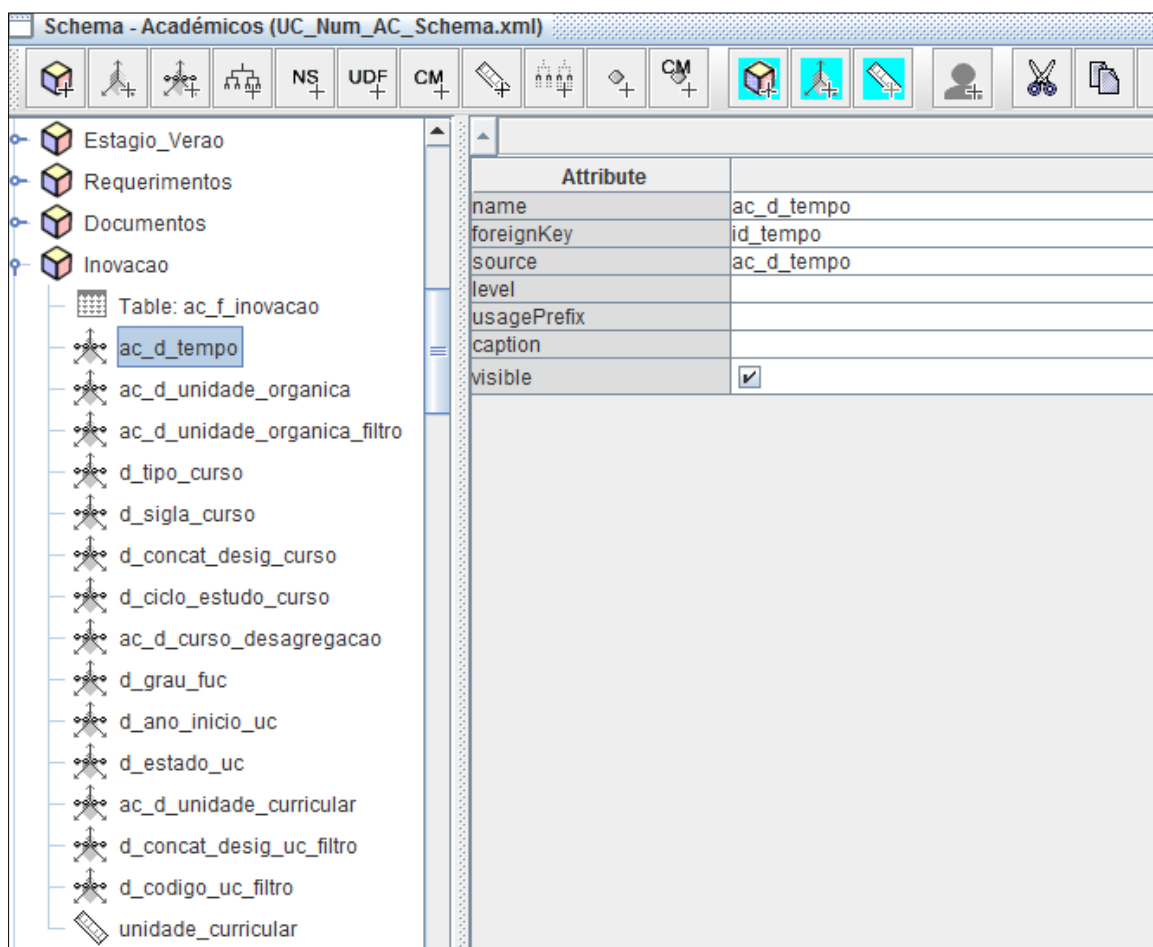 Schema - Académicos (UC_Num_AC_Schema.xml)
NS UDF CM CM
Estagio_Verao
Requerimentos
Documentos
Inovacao
Table: ac_f_inovacao
ac_d_tempo
ac_d_unidade_organica
ac_d_unidade_organica_filtro
d_tipo_curso
d_sigla_curso
d_concat_desig_curso
d_ciclo_estudo_curso
ac_d_curso_desagregacao
d_grau_fuc
d_ano_inicio_uc
d_estado_uc
ac_d_unidade_curricular
d_concat_desig_uc_filtro
d_codigo_uc_filtro
unidade_curricular
Attribute
name ac_d_tempo
foreignKey id_tempo
source ac_d_tempo
level
usagePrefix
caption
visible